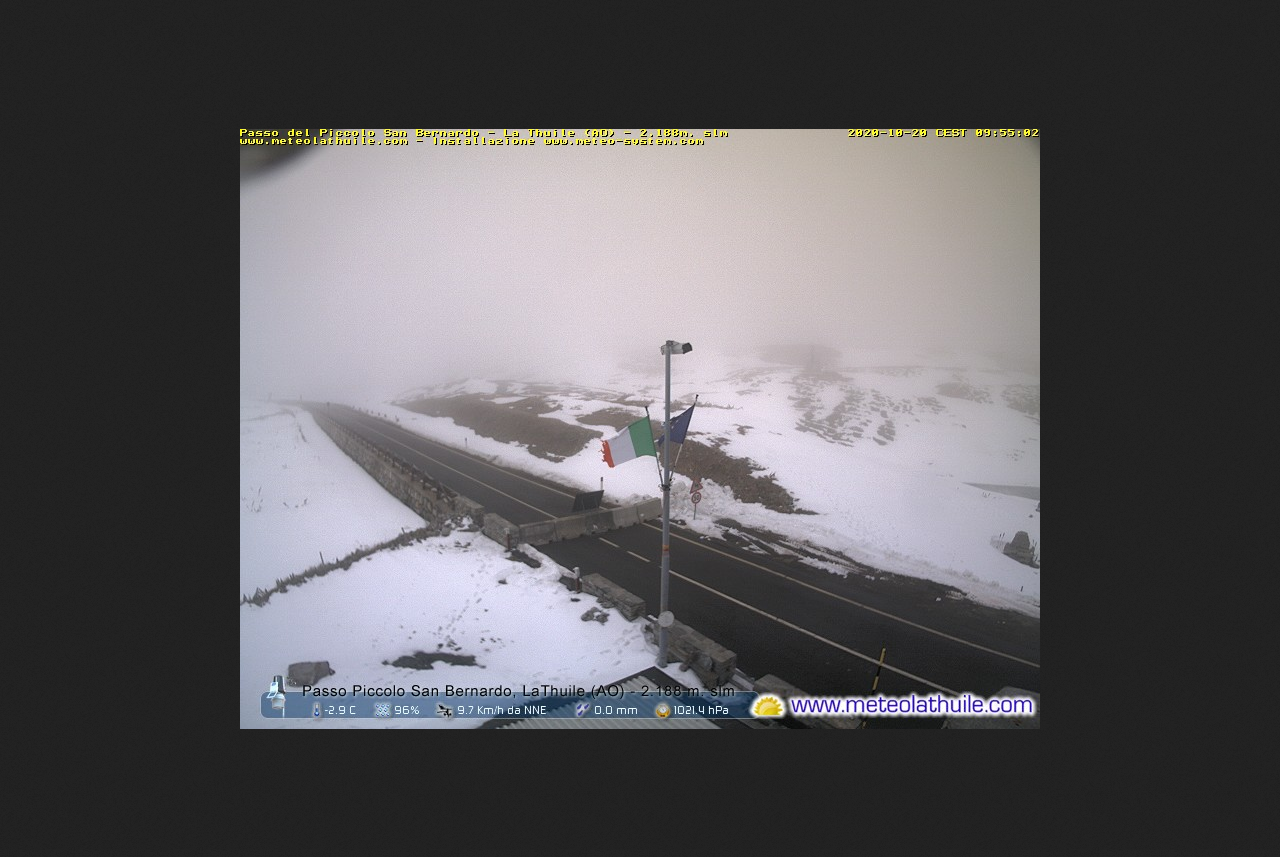 Passo del Piccolo San Bernardo - La Thuile (AO) - 2.188m. slm
2020-10-20 CEST 09:55:02
www.meteolathuile.com - Installazione www.meteo-system.com
Passo Piccolo San Bernardo, LaThuile (AO) - 2.188 m. slm
-2.9 C 96% 9.7 Km/h da NNE 0.0 mm 1021.4 hPa
www.meteolathuile.com